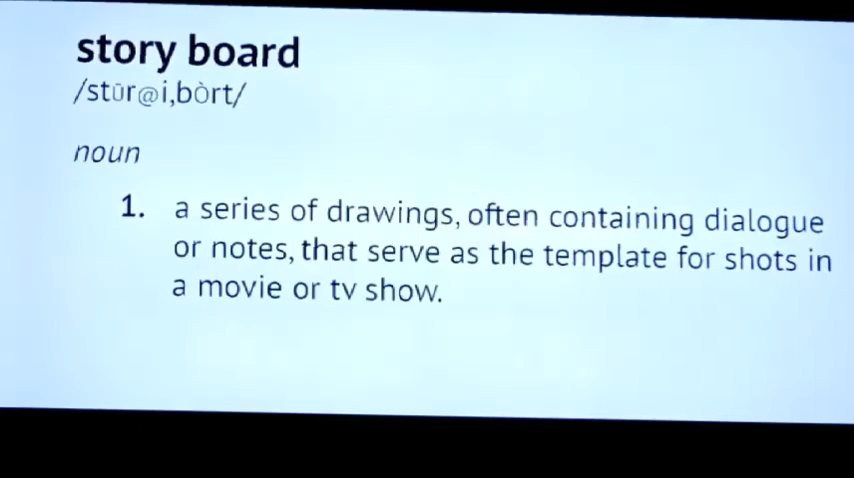 story board
/stūr@i,bòrt/
noun
1. a series of drawings, often containing dialogue
or notes, that serve as the template for shots in
a movie or tv show.